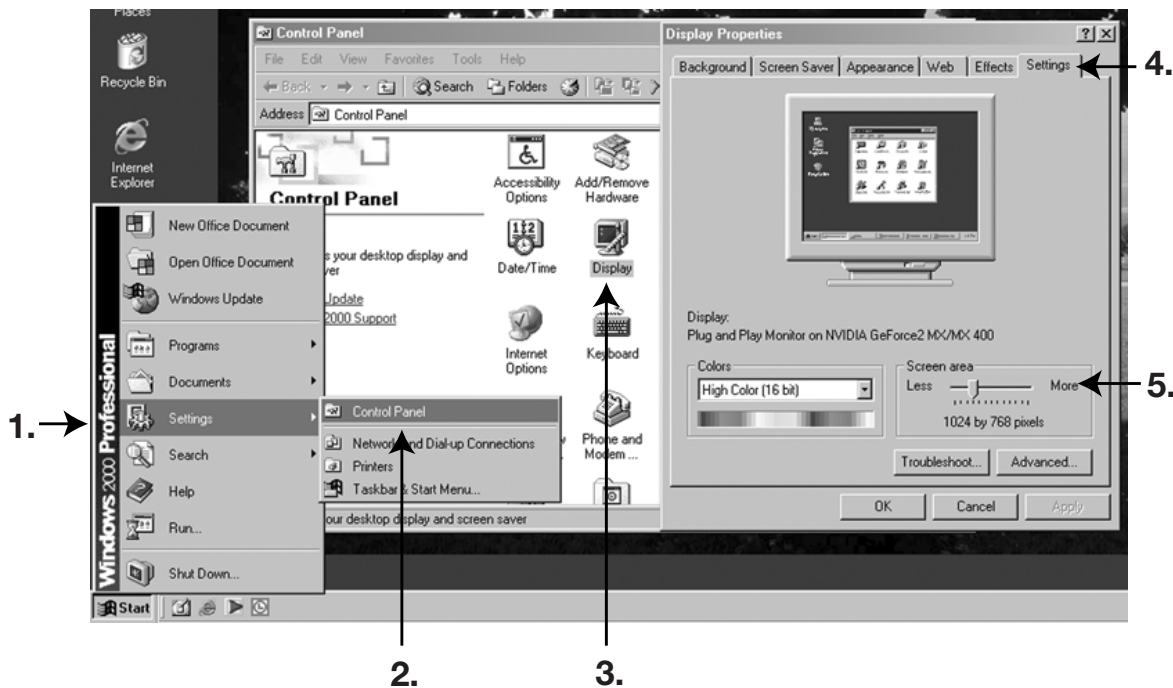 Places
Recycle Bin
Internet
Explorer
Control Panel
File Edit View Favorites Tools Help
Back Search Folders
Address Control Panel
Control Panel
s your desktop display and
ver
Update
2000 Support
Accessibility
Options
Add/Remove
Hardware
Date/Time
Display
Internet
Options
Keyboard
Phone and
Modem ...
our desktop display and screen saver
Windows 2000 Professional
New Office Document
Open Office Document
Windows Update
Programs
Documents
Settings
Search
Help
Run...
Shut Down...
Control Panel
Network and Dial-up Connections
Printers
Taskbar & Start Menu...
Start
Display Properties
Background Screen Saver Appearance Web Effects Settings
Display:
Plug and Play Monitor on NVIDIA GeForce2 MX/MX 400
Colors
High Color (16 bit)
Screen area
Less More
1024 by 768 pixels
Troubleshoot... Advanced...
OK Cancel Apply
1.
2.
3.
4.
5.